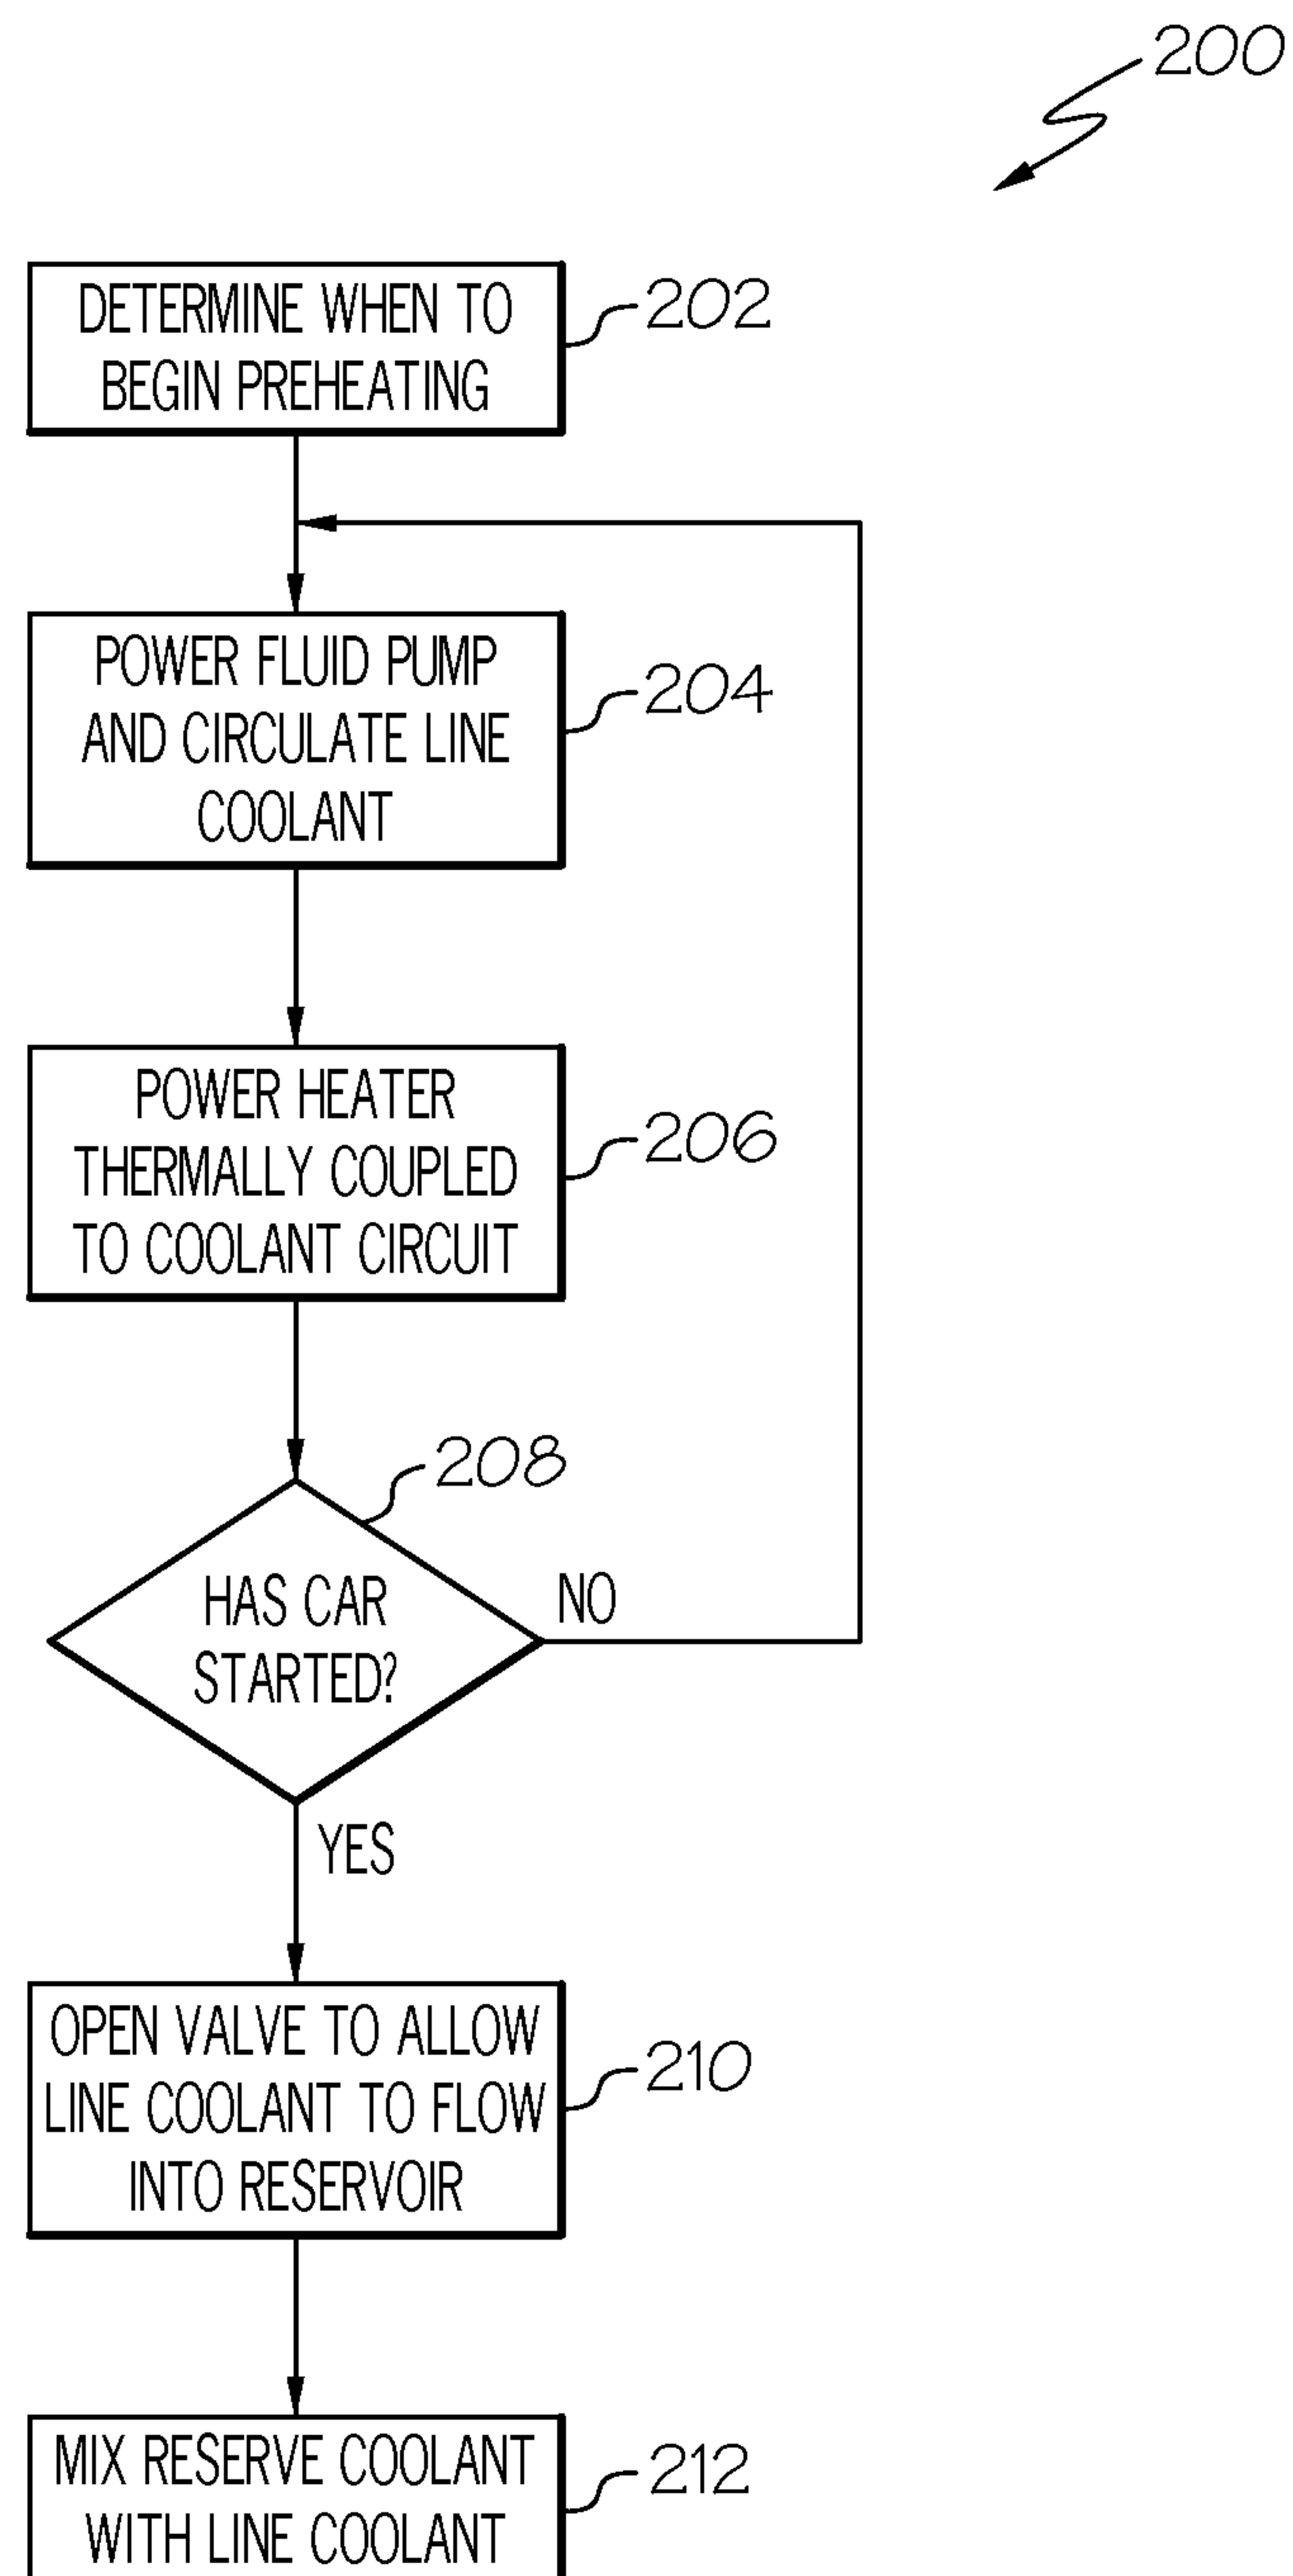 200
DETERMINE WHEN TO
BEGIN PREHEATING
202
POWER FLUID PUMP
AND CIRCULATE LINE
COOLANT
204
POWER HEATER
THERMALLY COUPLED
TO COOLANT CIRCUIT
206
208
HAS CAR
STARTED?
NO
YES
OPEN VALVE TO ALLOW
LINE COOLANT TO FLOW
INTO RESERVOIR
210
MIX RESERVE COOLANT
WITH LINE COOLANT
212